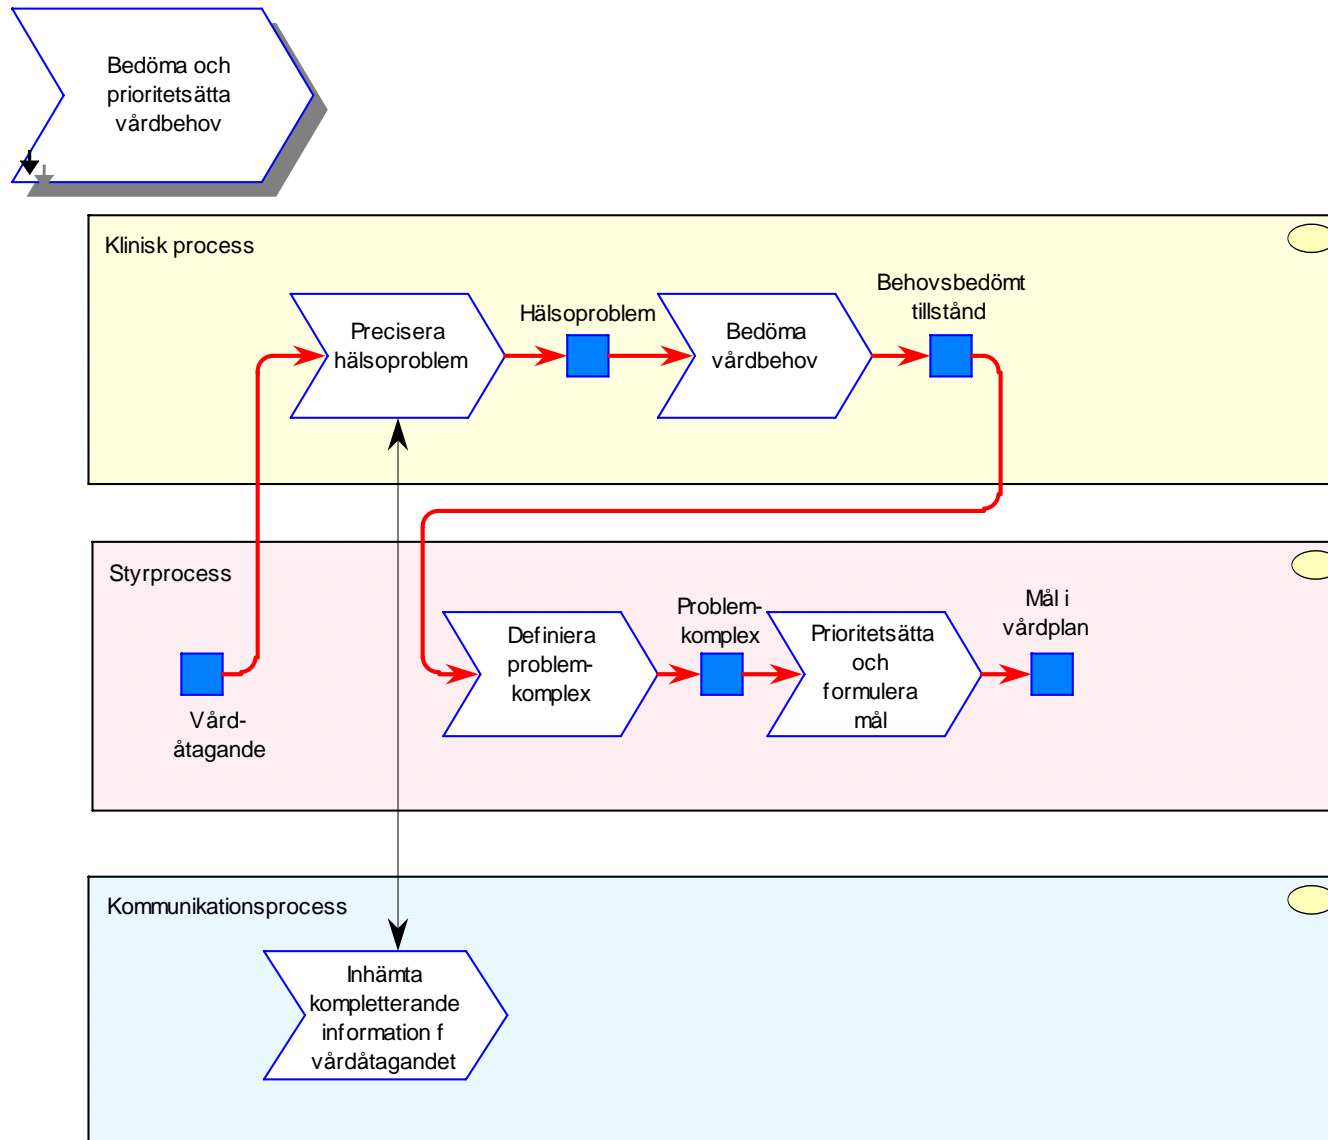 Bedöma och
prioritetsätta
vårdbehov
Klinisk process
Precisera
hälsoproblem
Hälsoproblem
Bedöma
vårdbehov
Behovsbedömt
tillstånd
Styrprocess
Vård-
åtagande
Definiera
problem-
komplex
Problem-
komplex
Prioritetsätta
och
formulera
mål
Mål i
vårdplan
Kommunikationsprocess
Inhämta
kompletterande
information f
vårdåtagandet